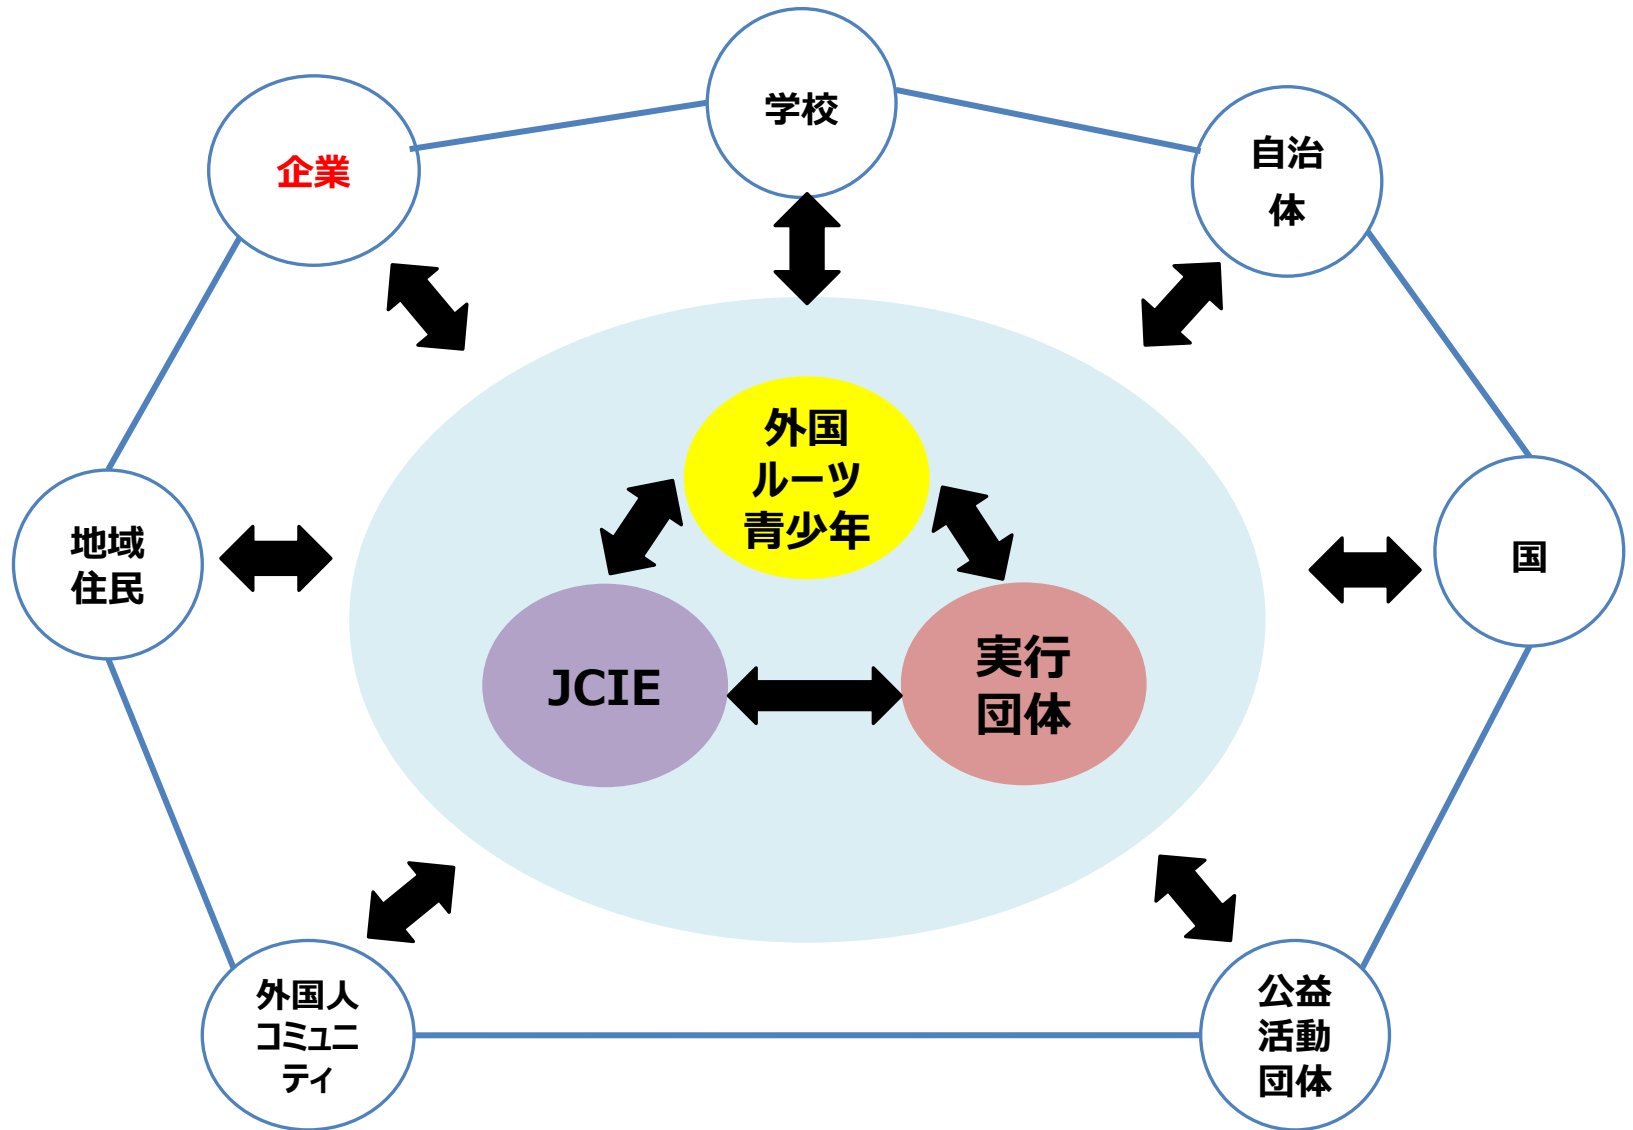 学校
企業
自治
体
外国
ルーツ
青少年
地域
住民
国
JCIE
実行
団体
外国人
コミュニ
ティ
公益
活動
団体